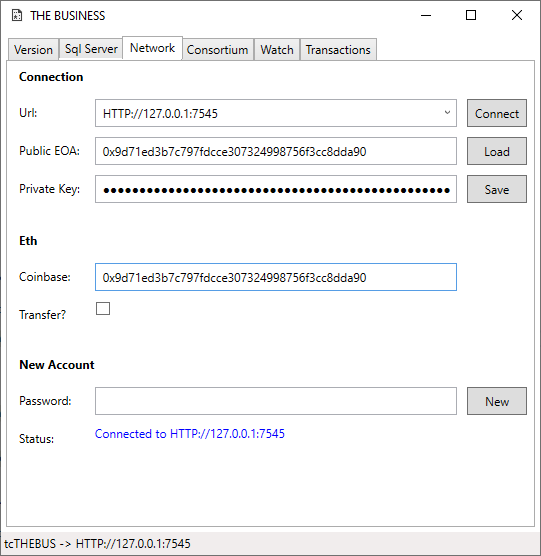 THE BUSINESS
Version Sql Server Network Consortium Watch Transactions
Connection
Url: HTTP://127.0.0.1:7545 Connect
Public EOA: 0x9d71ed3b7c797fdcce307324998756f3cc8dda90 Load
Private Key: ●●●●●●●●●●●●●●●●●●●●●●●●●●●●●●●●●●●●●●●●●●●●●●●● Save
Eth
Coinbase: 0x9d71ed3b7c797fdcce307324998756f3cc8dda90
Transfer?
New Account
Password: New
Status: Connected to HTTP://127.0.0.1:7545
tcTHEBUS -> HTTP://127.0.0.1:7545